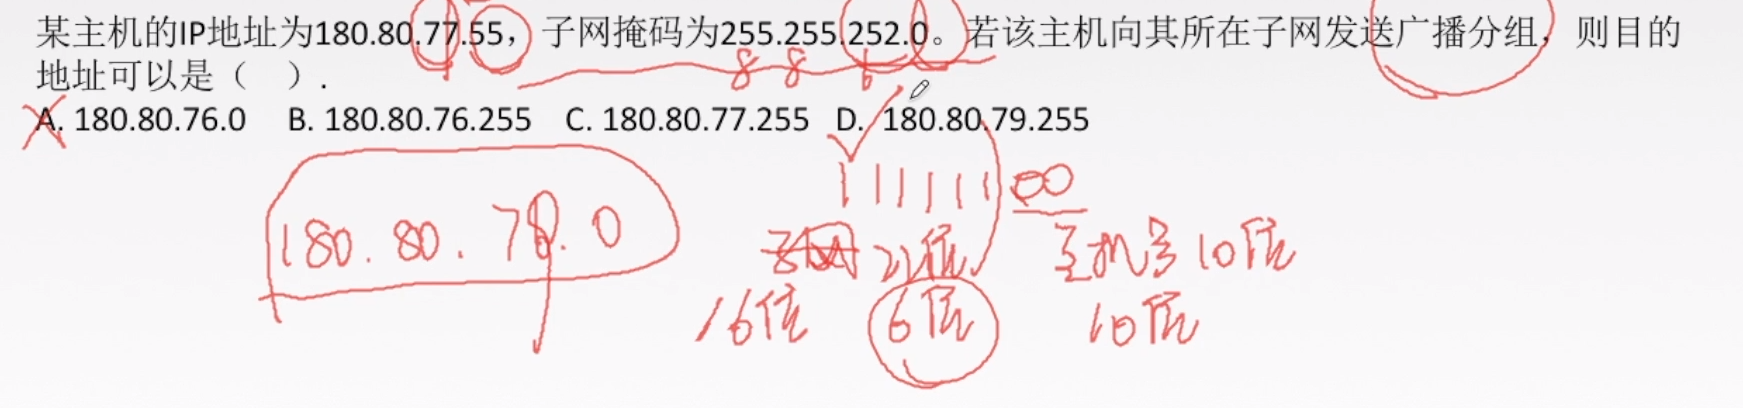 某主机的IP地址为180.80.77.55，子网掩码为255.255.252.0。若该主机向其所在子网发送广播分组，则目的
地址可以是（　）.
8 8 6
A. 180.80.76.0 B. 180.80.76.255 C. 180.80.77.255 D. 180.80.79.255
111111 00
180.80.78.0
22位 主机号10位
16位 6位 10位